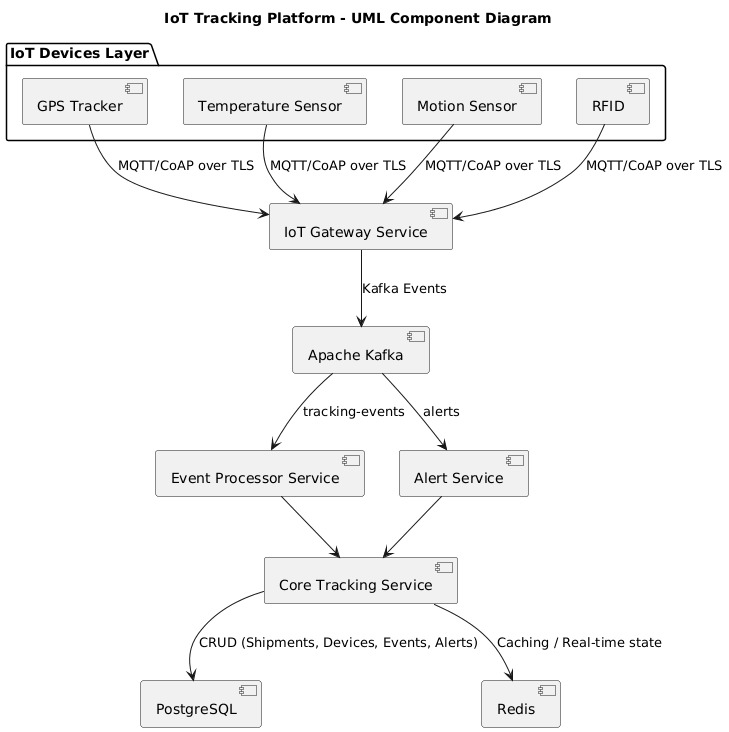 IoT Tracking Platform - UML Component Diagram
IoT Devices Layer
GPS Tracker
Temperature Sensor
Motion Sensor
RFID
MQTT/CoAP over TLS
MQTT/CoAP over TLS
MQTT/CoAP over TLS
MQTT/CoAP over TLS
IoT Gateway Service
Kafka Events
Apache Kafka
tracking-events
alerts
Event Processor Service
Alert Service
Core Tracking Service
CRUD (Shipments, Devices, Events, Alerts)
Caching / Real-time state
PostgreSQL
Redis